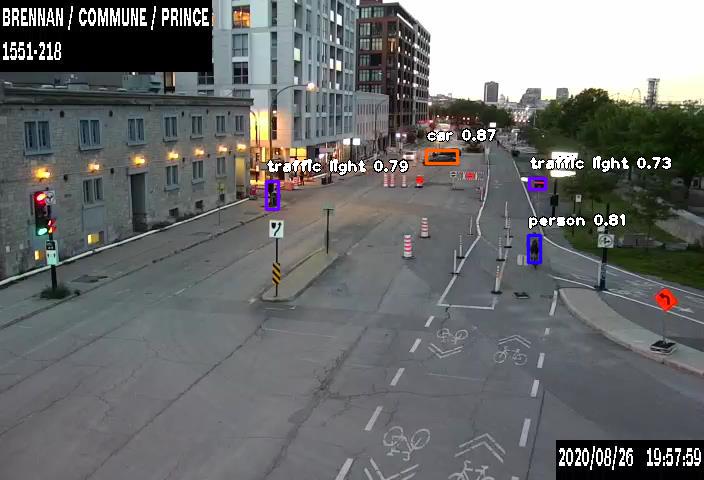 BRENNAN / COMMUNE / PRINCE
1551-218
car 0.87
traffic light 0.79
traffic light 0.73
person 0.81
2020/08/26 19:57:59